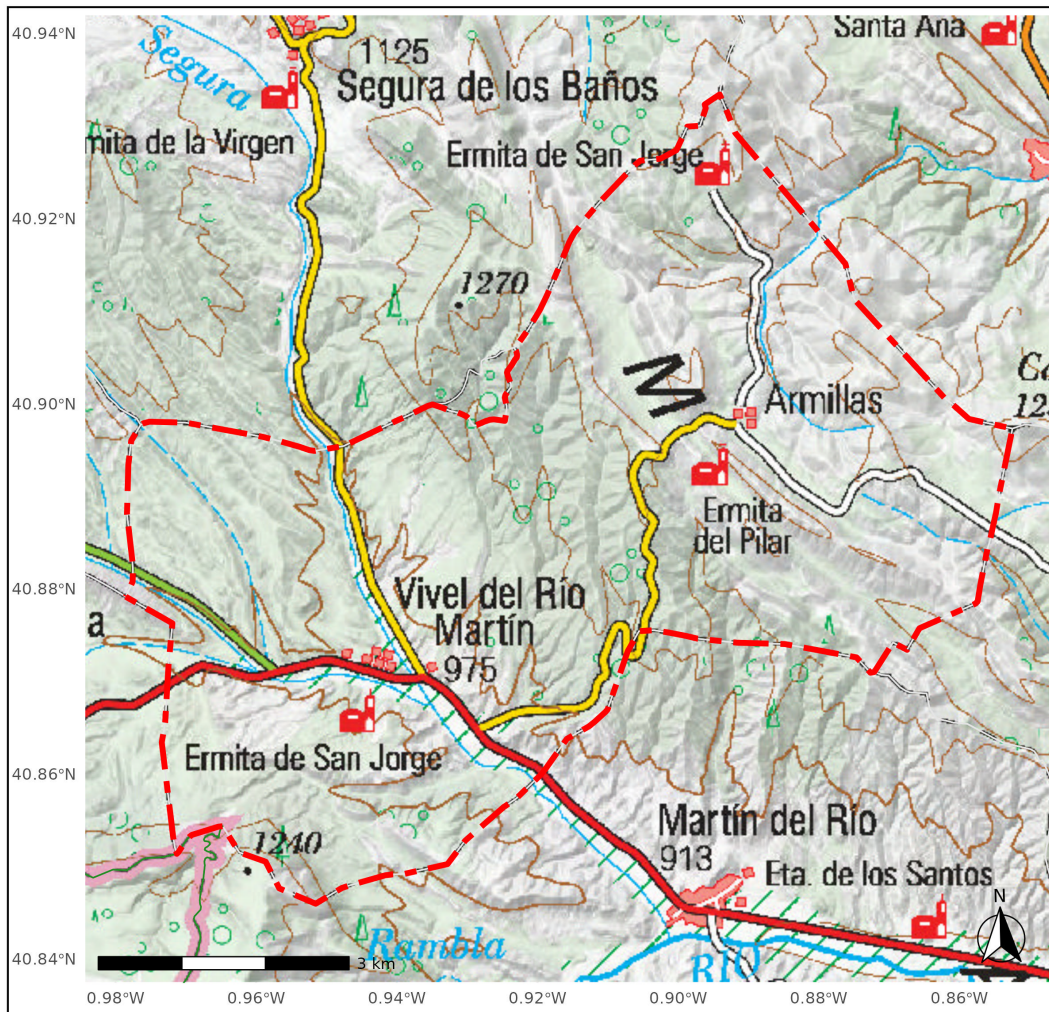 40.94°N
40.92°N
40.90°N
40.88°N
40.86°N
40.84°N
0.98°W
0.96°W
0.94°W
0.92°W
0.90°W
0.88°W
0.86°W
Segura
1125
Segura de los Baños
Santa Ana
mita de la Virgen
Ermita de San Jorge
1270
Armillas
Ermita
del Pilar
Vivel del Río
Martín
975
a
Ermita de San Jorge
1240
Martín del Río
913
Eta. de los Santos
Rambla
RÍO
3 km
N